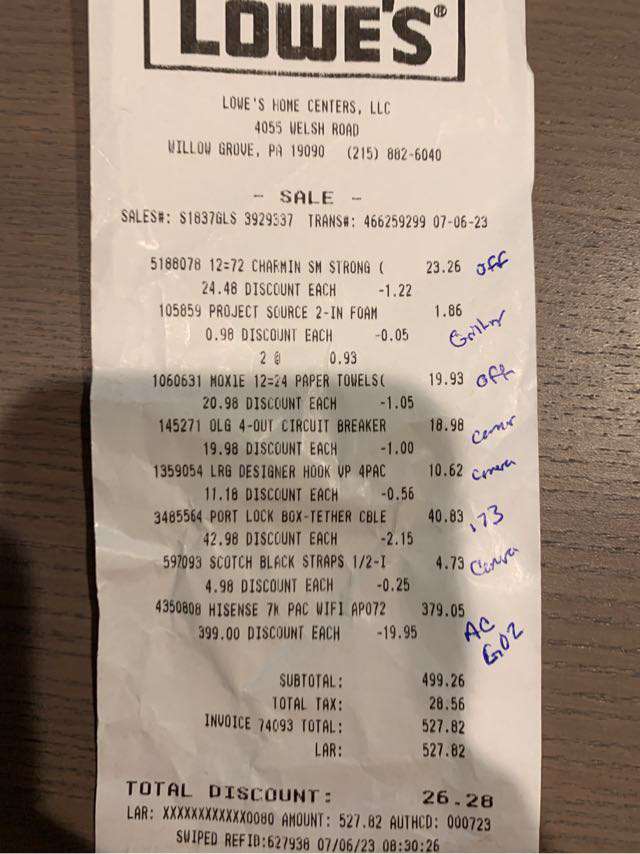 LOWE'S®
LOWE'S HOME CENTERS, LLC
4055 WELSH ROAD
WILLOW GROVE, PA 19090 (215) 882-6040
- SALE -
SALES#: S1837GLS 3929337 TRANS#: 466259299 07-06-23
5188078 12=72 CHARMIN SM STRONG ( 23.26 off
24.48 DISCOUNT EACH -1.22
105859 PROJECT SOURCE 2-IN FOAM 1.86
0.98 DISCOUNT EACH -0.05
2 @ 0.93
1060631 MOXIE 12=24 PAPER TOWELS( 19.93 off
20.98 DISCOUNT EACH -1.05
145271 OLG 4-OUT CIRCUIT BREAKER 18.98
19.98 DISCOUNT EACH -1.00
1359054 LRG DESIGNER HOOK VP 4PAC 10.62
11.18 DISCOUNT EACH -0.56
3485564 PORT LOCK BOX-TETHER CBLE 40.83 173
42.98 DISCOUNT EACH -2.15
597093 SCOTCH BLACK STRAPS 1/2-I 4.73
4.98 DISCOUNT EACH -0.25
4350808 HISENSE 7K PAC WIFI AP072 379.05
399.00 DISCOUNT EACH -19.95 AC
G02
SUBTOTAL: 499.26
TOTAL TAX: 28.56
INVOICE 74093 TOTAL: 527.82
LAR: 527.82
TOTAL DISCOUNT: 26.28
LAR: XXXXXXXXXXXX0080 AMOUNT: 527.82 AUTHCD: 000723
SWIPED REFID:627938 07/06/23 08:30:26